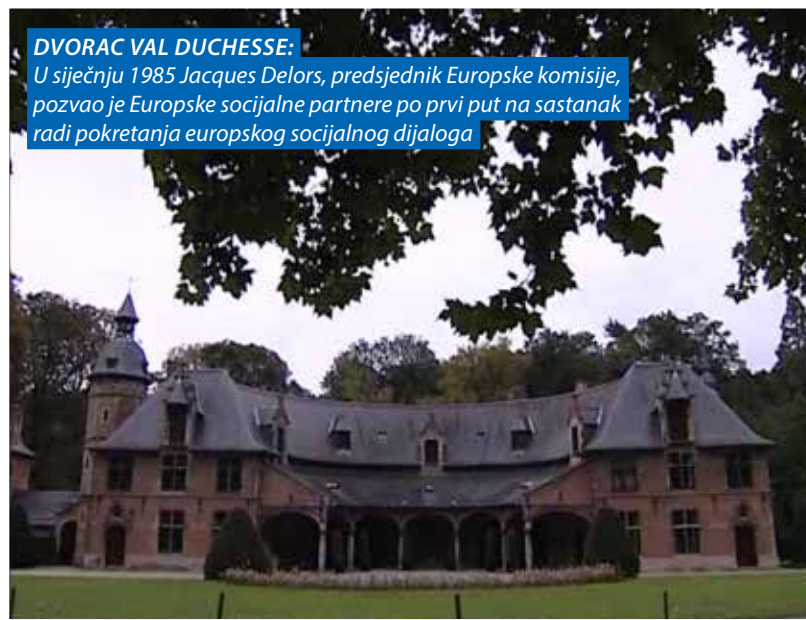 DVORAC VAL DUCHESSE:
U siječnju 1985 Jacques Delors, predsjednik Europske komisije,
pozvao je Europske socijalne partnere po prvi put na sastanak
radi pokretanja europskog socijalnog dijaloga